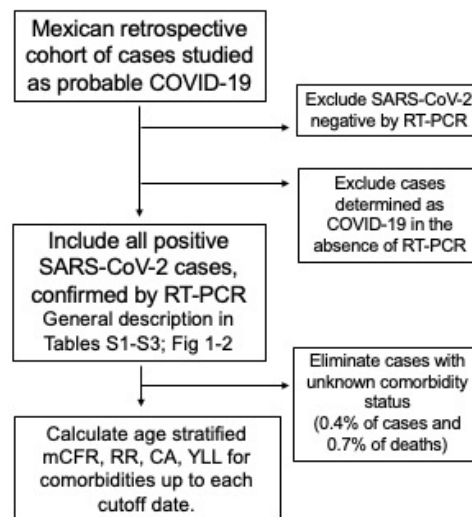 Mexican retrospective
cohort of cases studied
as probable COVID-19
Exclude SARS-CoV-2
negative by RT-PCR
Exclude cases
determined as
COVID-19 in the
absence of RT-PCR
Include all positive
SARS-CoV-2 cases,
confirmed by RT-PCR
General description in
Tables S1-S3; Fig 1-2
Eliminate cases with
unknown comorbidity
status
(0.4% of cases and
0.7% of deaths)
Calculate age stratified
mCFR, RR, CA, YLL for
comorbidities up to each
cutoff date.